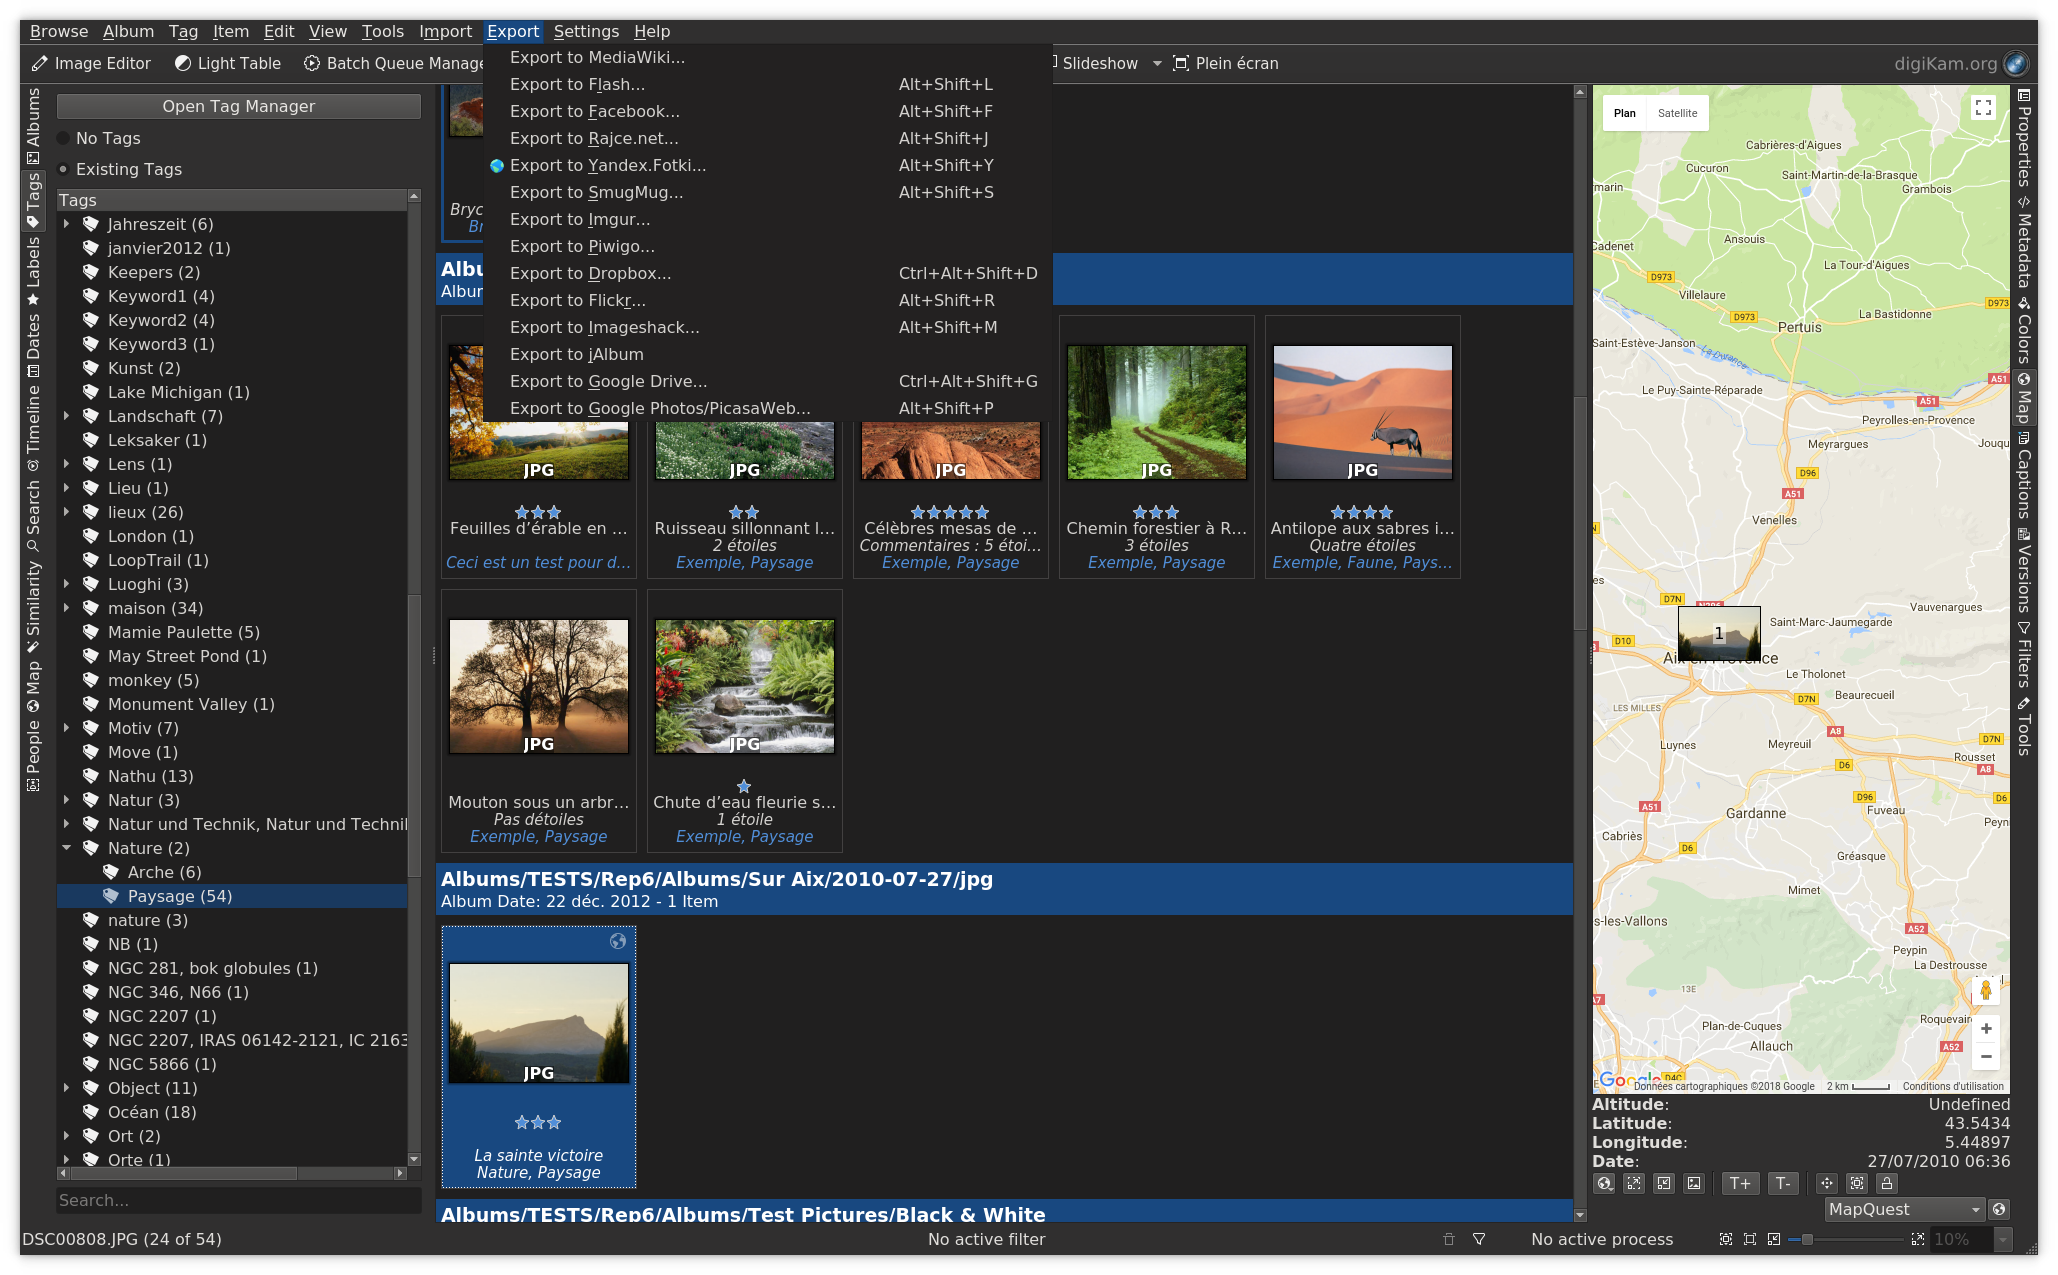 Browse Album Tag Item Edit View Tools Import Export Settings Help
Image Editor Light Table Batch Queue Manage Slideshow Plein écran digiKam.org
Export to MediaWiki...
Export to Flash... Alt+Shift+L
Export to Facebook... Alt+Shift+F
Export to Rajce.net... Alt+Shift+J
Export to Yandex.Fotki... Alt+Shift+Y
Export to SmugMug... Alt+Shift+S
Export to Imgur...
Export to Piwigo...
Export to Dropbox... Ctrl+Alt+Shift+D
Export to Flickr... Alt+Shift+R
Export to Imageshack... Alt+Shift+M
Export to jAlbum
Export to Google Drive... Ctrl+Alt+Shift+G
Export to Google Photos/PicasaWeb... Alt+Shift+P
Albums
Tags
Labels
Dates
Timeline
Search
Similarity
Map
People
Open Tag Manager
No Tags
Existing Tags
Tags
Jahreszeit (6)
janvier2012 (1)
Keepers (2)
Keyword1 (4)
Keyword2 (4)
Keyword3 (1)
Kunst (2)
Lake Michigan (1)
Landschaft (7)
Leksaker (1)
Lens (1)
Lieu (1)
lieux (26)
London (1)
LoopTrail (1)
Luoghi (3)
maison (34)
Mamie Paulette (5)
May Street Pond (1)
monkey (5)
Monument Valley (1)
Motiv (7)
Move (1)
Nathu (13)
Natur (3)
Natur und Technik, Natur und Technil
Nature (2)
Arche (6)
Paysage (54)
nature (3)
NB (1)
NGC 281, bok globules (1)
NGC 346, N66 (1)
NGC 2207 (1)
NGC 2207, IRAS 06142-2121, IC 2163
NGC 5866 (1)
Object (11)
Océan (18)
Ort (2)
Orte (1)
Search...
Bryc
Br
Albu
Albun
JPG JPG JPG JPG JPG
Feuilles d’érable en ... Ruisseau sillonnant l... Célèbres mesas de ... Chemin forestier à R... Antilope aux sabres i...
2 étoiles Commentaires : 5 étoi... 3 étoiles Quatre étoiles
Ceci est un test pour d... Exemple, Paysage Exemple, Paysage Exemple, Paysage Exemple, Faune, Pays...
JPG JPG
Mouton sous un arbr... Chute d’eau fleurie s...
Pas détoiles 1 étoile
Exemple, Paysage Exemple, Paysage
Albums/TESTS/Rep6/Albums/Sur Aix/2010-07-27/jpg
Album Date: 22 déc. 2012 - 1 Item
JPG
La sainte victoire
Nature, Paysage
Albums/TESTS/Rep6/Albums/Test Pictures/Black & White
Plan Satellite
Cabrières-d'Aigues
Cucuron
Saint-Martin-de-la-Brasque
rmarin
Grambois
Ansouis
Cadenet
La Tour-d'Aigues
D973
Villelaure
D973
La Bastidonne
D973
Pertuis
Saint-Estève-Janson
La Durance
A51
Le Puy-Sainte-Réparade
A51
Peyrolles-en-Provence
Meyrargues
Jouqu
D96
A51
Venelles
es
D7N
N296
Vauvenargues
Saint-Marc-Jaumegarde
1
D10
Aix-en-Provence
Le Tholonet
Beaurecueil
D7N
LES MILLES
A8
D7N
Luynes
Meyreuil
Rousset
D6
A8
D96
D6
A51
Gardanne
Fuveau
Peyn
Cabriès
D6
Gréasque
Mimet
s-les-Vallons
A52
Peypin
La Destrousse
13E
A7
Roquevair
Plan-de-Cuques
Allauch
A52
Google
D4C
Données cartographiques ©2018 Google 2 km Conditions d'utilisation
Altitude: Undefined
Latitude: 43.5434
Longitude: 5.44897
Date: 27/07/2010 06:36
T+ T-
MapQuest
Properties
Metadata
Colors
Map
Captions
Versions
Filters
Tools
DSC00808.JPG (24 of 54) No active filter No active process 10%